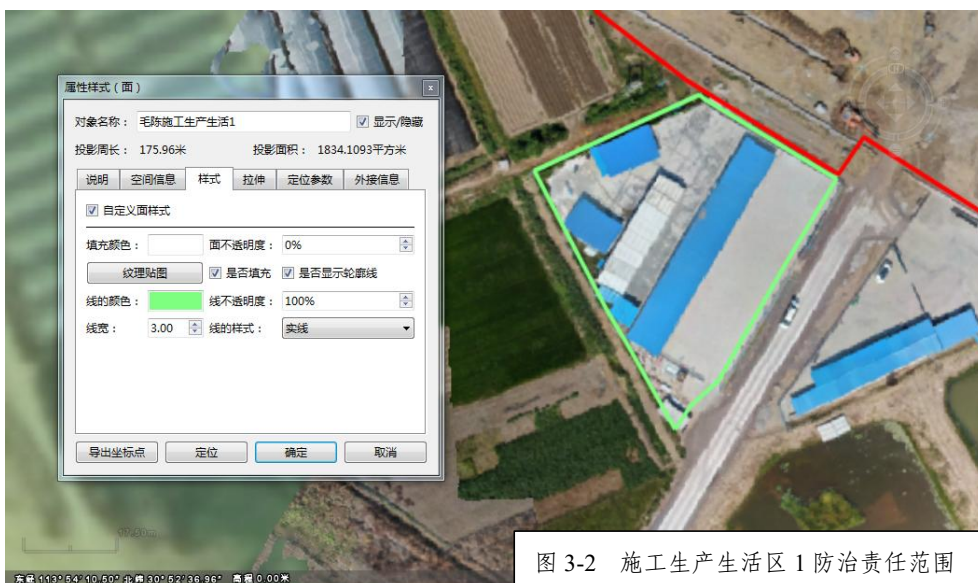 属性样式(面)
对象名称： 毛陈施工生产生活1 显示/隐藏
投影周长： 175.96米 投影面积： 1834.1093平方米
说明 空间信息 样式 拉伸 定位参数 外接信息
自定义面样式
填充颜色： 面不透明度： 0%
纹理贴图 是否填充 是否显示轮廓线
线的颜色： 线不透明度： 100%
线宽： 3.00 线的样式： 实线
导出坐标点 定位 确定 取消
17.50m
东经 113°54'10.50" 北纬 30°52'36.96" 高程 0.00米
图 3-2 施工生产生活区 1 防治责任范围